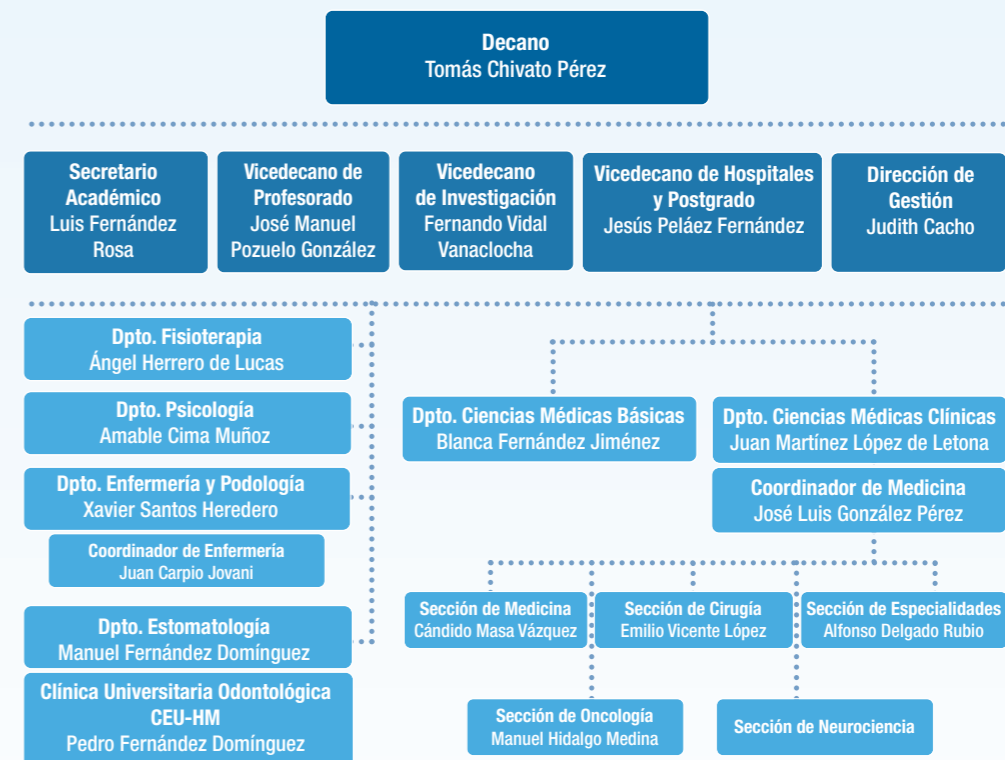 Decano
Tomás Chivato Pérez
Secretario
Académico
Luis Fernández
Rosa
Vicedecano de
Profesorado
José Manuel
Pozuelo González
Vicedecano
de Investigación
Fernando Vidal
Vanaclocha
Vicedecano de Hospitales
y Postgrado
Jesús Peláez Fernández
Dirección de
Gestión
Judith Cacho
Dpto. Fisioterapia
Ángel Herrero de Lucas
Dpto. Psicología
Amable Cima Muñoz
Dpto. Enfermería y Podología
Xavier Santos Heredero
Coordinador de Enfermería
Juan Carpio Jovani
Dpto. Estomatología
Manuel Fernández Domínguez
Clínica Universitaria Odontológica
CEU-HM
Pedro Fernández Domínguez
Dpto. Ciencias Médicas Básicas
Blanca Fernández Jiménez
Dpto. Ciencias Médicas Clínicas
Juan Martínez López de Letona
Coordinador de Medicina
José Luis González Pérez
Sección de Medicina
Cándido Masa Vázquez
Sección de Cirugía
Emilio Vicente López
Sección de Especialidades
Alfonso Delgado Rubio
Sección de Oncología
Manuel Hidalgo Medina
Sección de Neurociencia